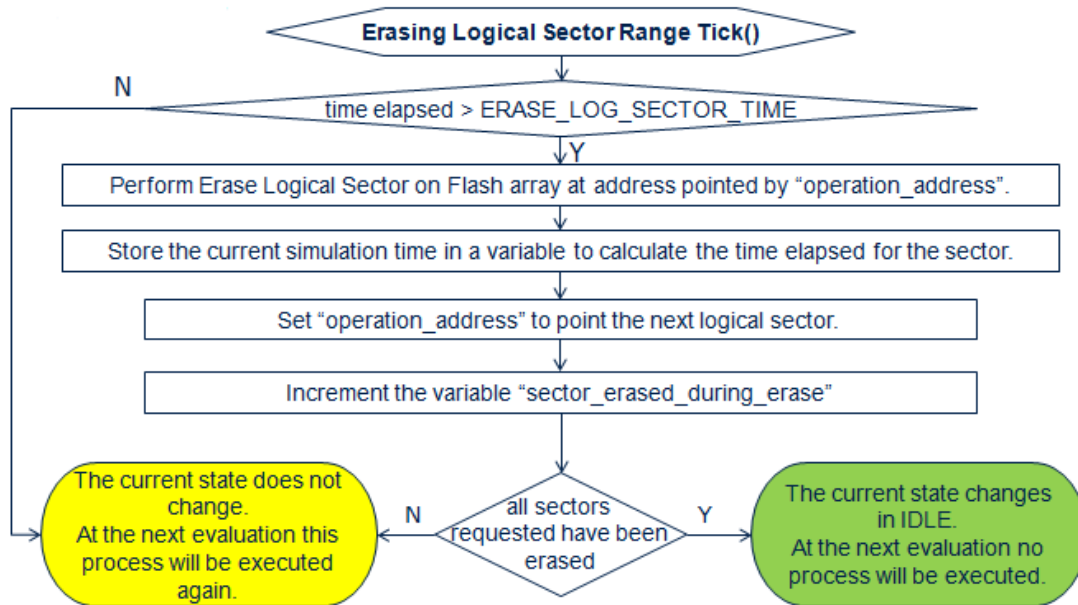 Erasing Logical Sector Range Tick()
N
time elapsed > ERASE_LOG_SECTOR_TIME
Y
Perform Erase Logical Sector on Flash array at address pointed by “operation_address”.
Store the current simulation time in a variable to calculate the time elapsed for the sector.
Set “operation_address” to point the next logical sector.
Increment the variable “sector_erased_during_erase”
The current state does not
change.
At the next evaluation this
process will be executed
again.
N
all sectors
requested have been
erased
Y
The current state changes
in IDLE.
At the next evaluation no
process will be executed.